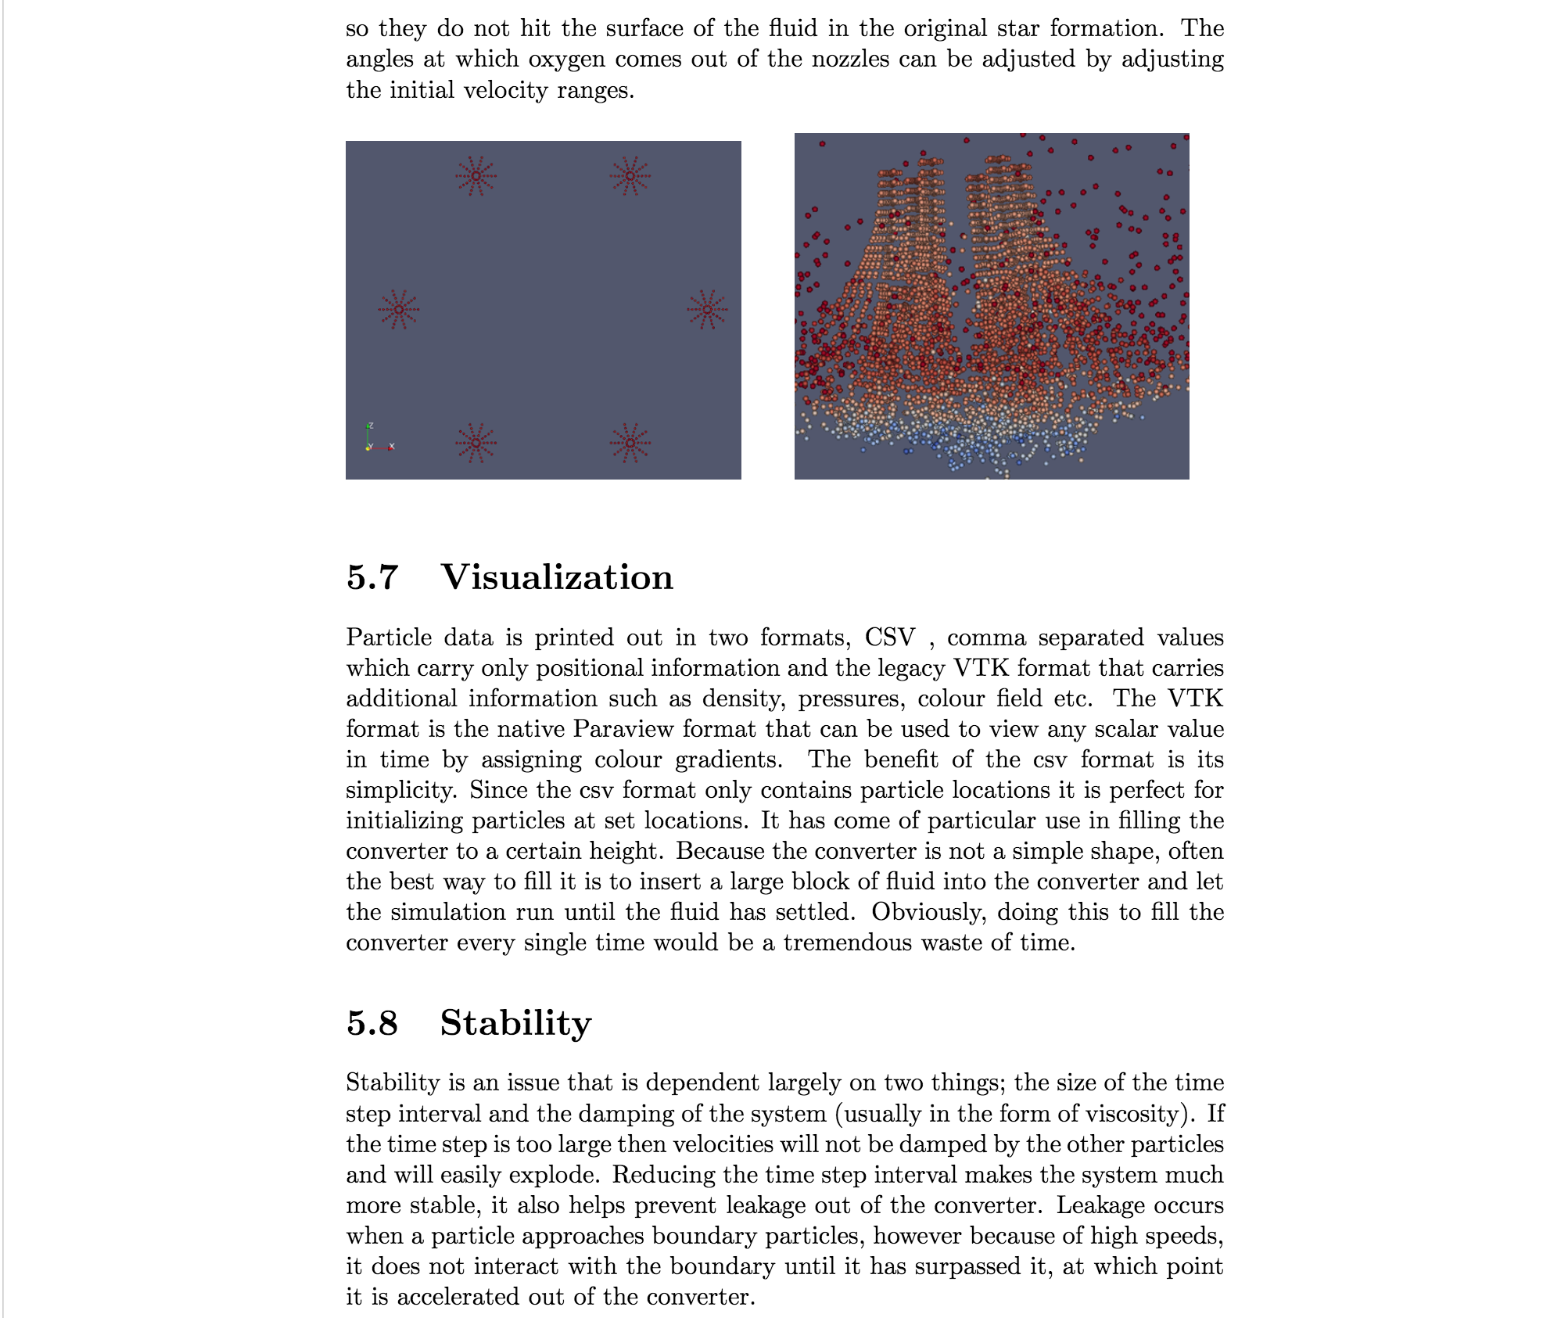 so they do not hit the surface of the fluid in the original star formation. The
angles at which oxygen comes out of the nozzles can be adjusted by adjusting
the initial velocity ranges.
Z
Y X
5.7 Visualization
Particle data is printed out in two formats, CSV , comma separated values
which carry only positional information and the legacy VTK format that carries
additional information such as density, pressures, colour field etc. The VTK
format is the native Paraview format that can be used to view any scalar value
in time by assigning colour gradients. The benefit of the csv format is its
simplicity. Since the csv format only contains particle locations it is perfect for
initializing particles at set locations. It has come of particular use in filling the
converter to a certain height. Because the converter is not a simple shape, often
the best way to fill it is to insert a large block of fluid into the converter and let
the simulation run until the fluid has settled. Obviously, doing this to fill the
converter every single time would be a tremendous waste of time.
5.8 Stability
Stability is an issue that is dependent largely on two things; the size of the time
step interval and the damping of the system (usually in the form of viscosity). If
the time step is too large then velocities will not be damped by the other particles
and will easily explode. Reducing the time step interval makes the system much
more stable, it also helps prevent leakage out of the converter. Leakage occurs
when a particle approaches boundary particles, however because of high speeds,
it does not interact with the boundary until it has surpassed it, at which point
it is accelerated out of the converter.